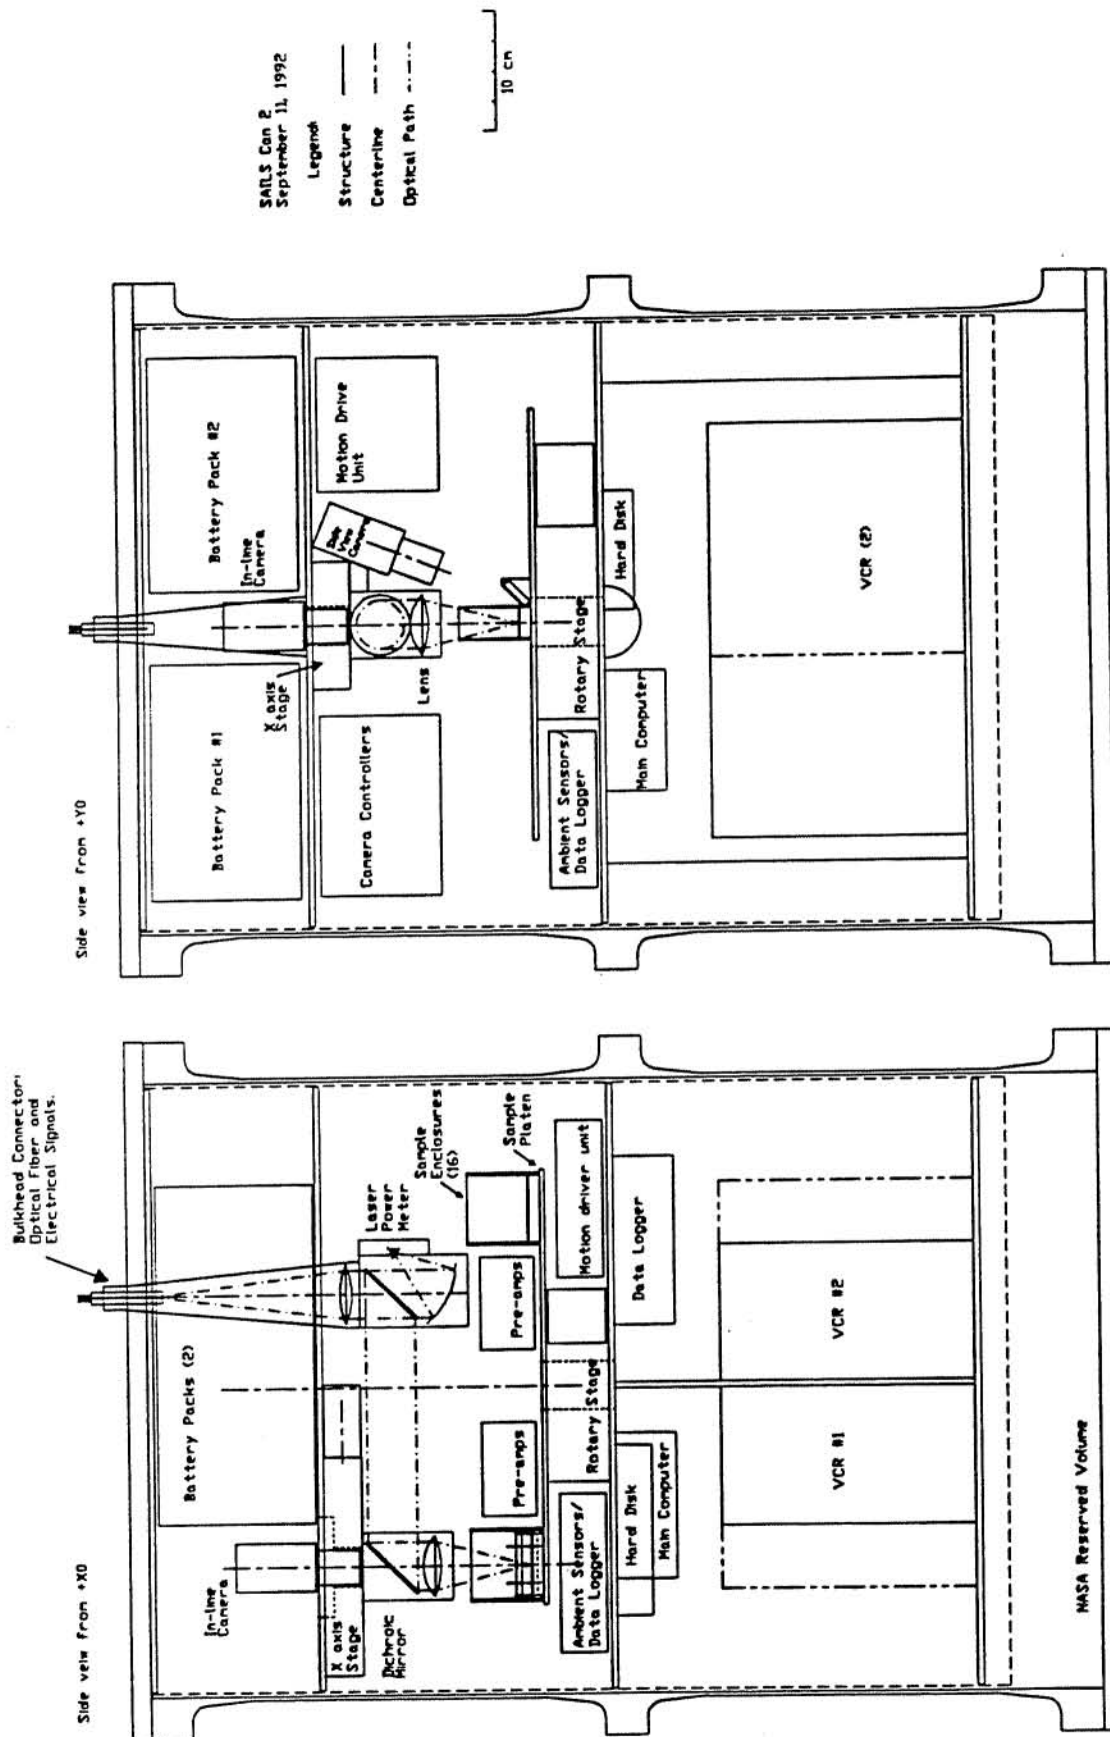 SAILS Can 2
September 11, 1992
Legend
Structure
Centerline
Optical Path
10 cm
Side view from +Y0
Battery Pack #1
Battery Pack #2
In-line
Camera
X axis
Stage
Side
View
Camera
Motion Drive
Unit
Camera Controllers
Lens
Ambient Sensors/
Data Logger
Rotary Stage
Hard Disk
Main Computer
VCR (2)
Side veiw from +X0
Bulkhead Connector:
Optical Fiber and
Electrical Signals.
Battery Packs (2)
In-line
Camera
X axis
Stage
Dichroic
Mirror
Laser
Power
Meter
Sample
Enclosures
(16)
Sample
Platen
Pre-amps
Pre-amps
Ambient Sensors/
Data Logger
Rotary Stage
Motion driver unit
Hard Disk
Main Computer
Data Logger
VCR #1
VCR #2
NASA Reserved Volume